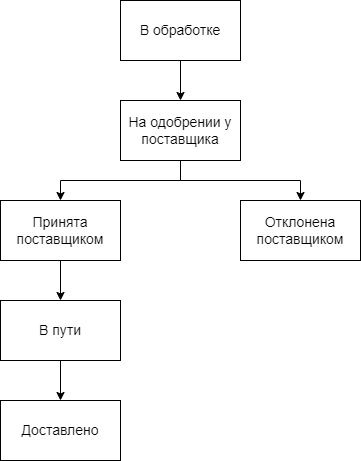 В обработке
На одобрении у
поставщика
Принята
поставщиком
Отклонена
поставщиком
В пути
Доставлено